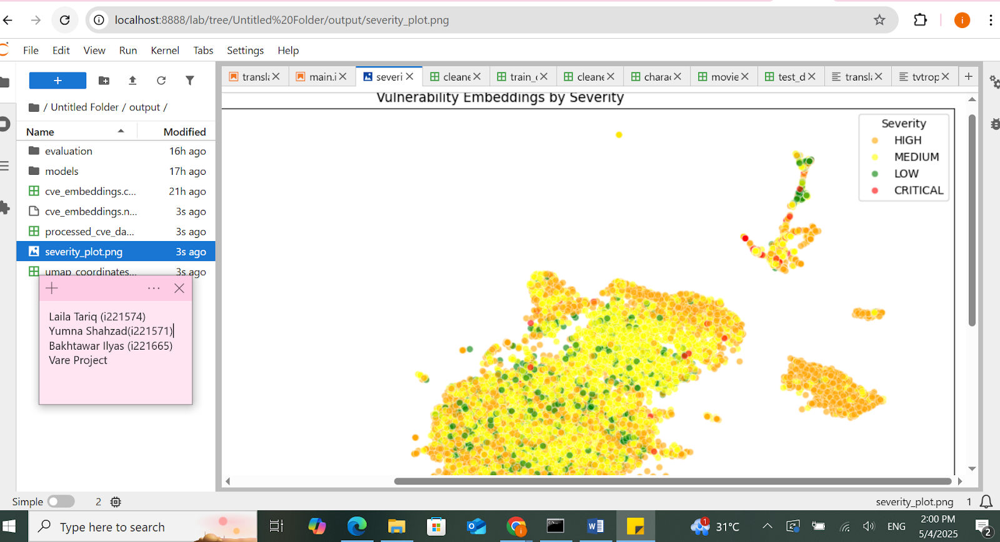 localhost:8888/lab/tree/Untitled%20Folder/output/severity_plot.png
File Edit View Run Kernel Tabs Settings Help
transl: main.i severi cleane train_c cleane chara movie test_d transl: tvtrop
/ Untitled Folder / output /
Name Modified
evaluation 16h ago
models 17h ago
cve_embeddings.c... 21h ago
cve_embeddings.n... 3s ago
processed_cve_da... 3s ago
severity_plot.png 3s ago
umap_coordinates... 3s ago
Laila Tariq (i221574)
Yumna Shahzad(i221571)
Bakhtawar Ilyas (i221665)
Vare Project
Vulnerability Embeddings by Severity
Severity
HIGH
MEDIUM
LOW
CRITICAL
Simple 2
severity_plot.png 1
Type here to search
1
31°C
ENG
2:00 PM
5/4/2025
2